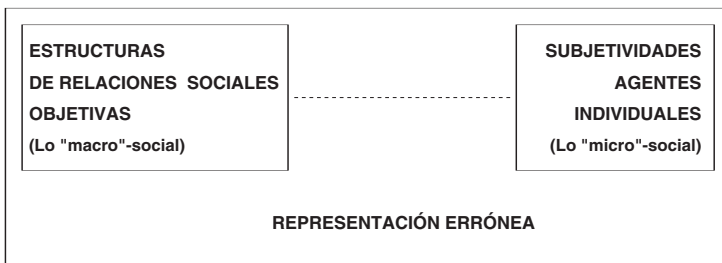 ESTRUCTURAS
DE RELACIONES SOCIALES
OBJETIVAS
(Lo "macro"-social)
SUBJETIVIDADES
AGENTES
INDIVIDUALES
(Lo "micro"-social)
REPRESENTACIÓN ERRÓNEA